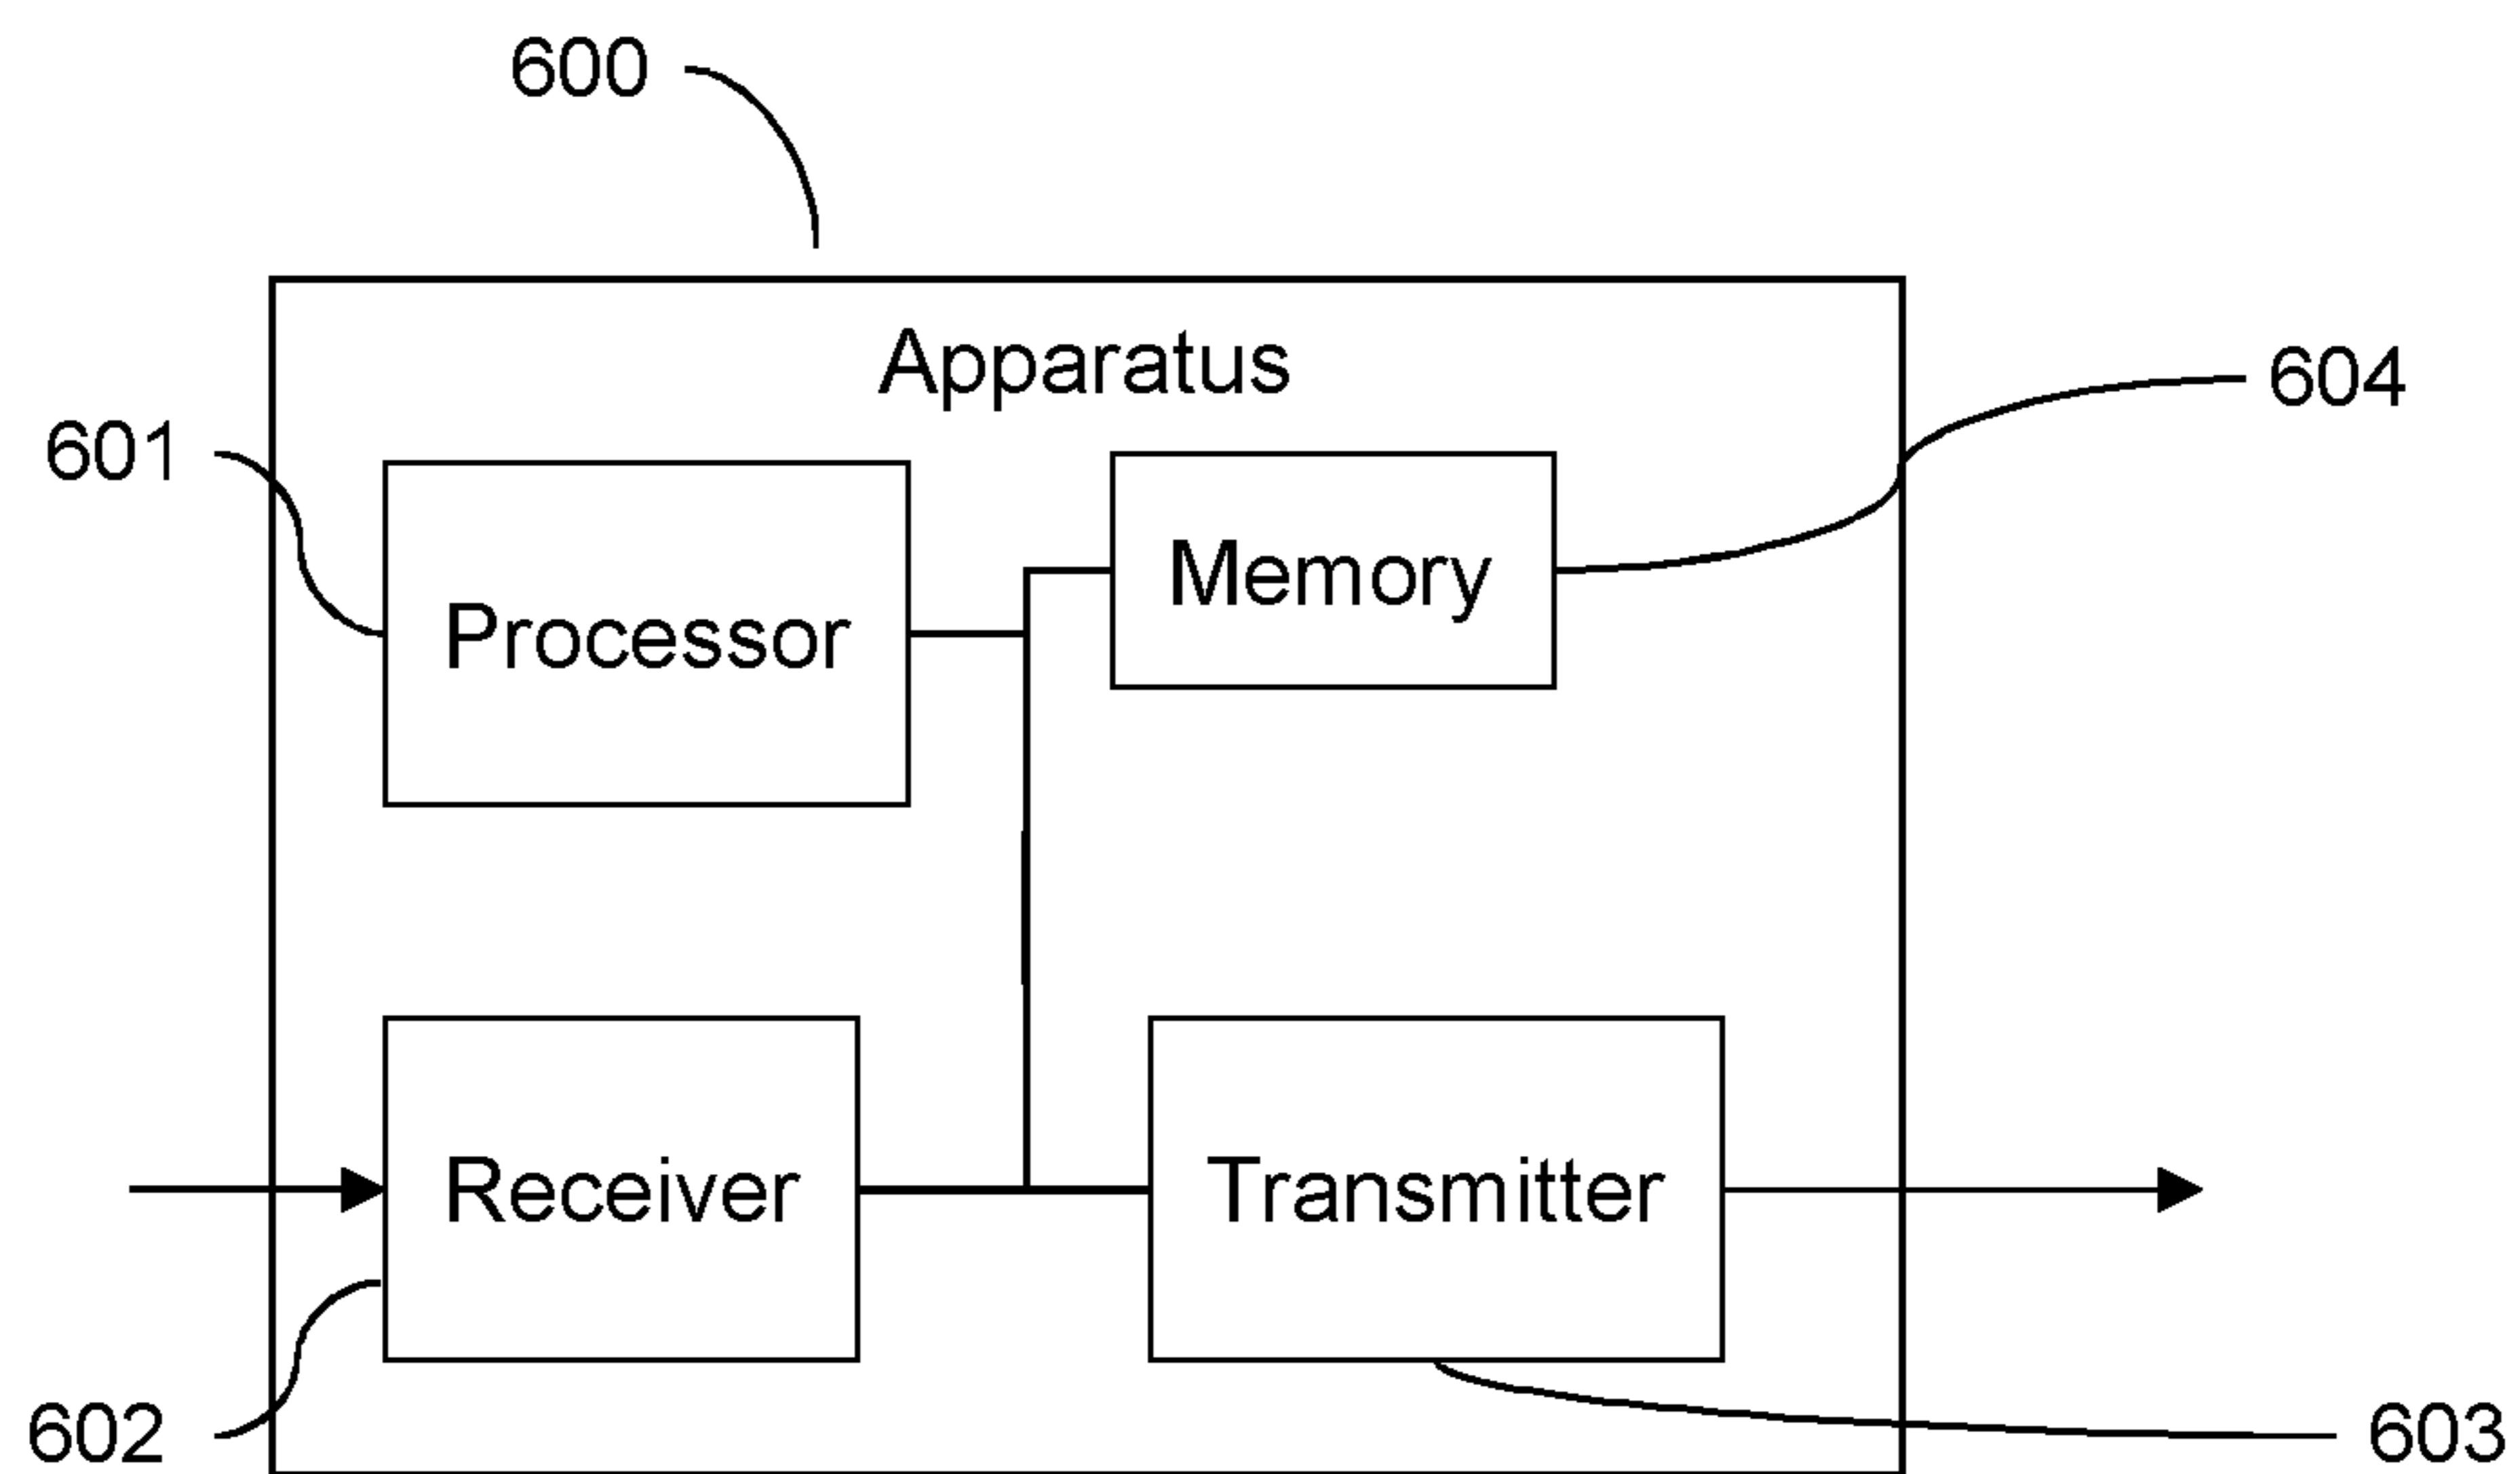 600
Apparatus
604
601
Memory
Processor
Receiver
Transmitter
602
603